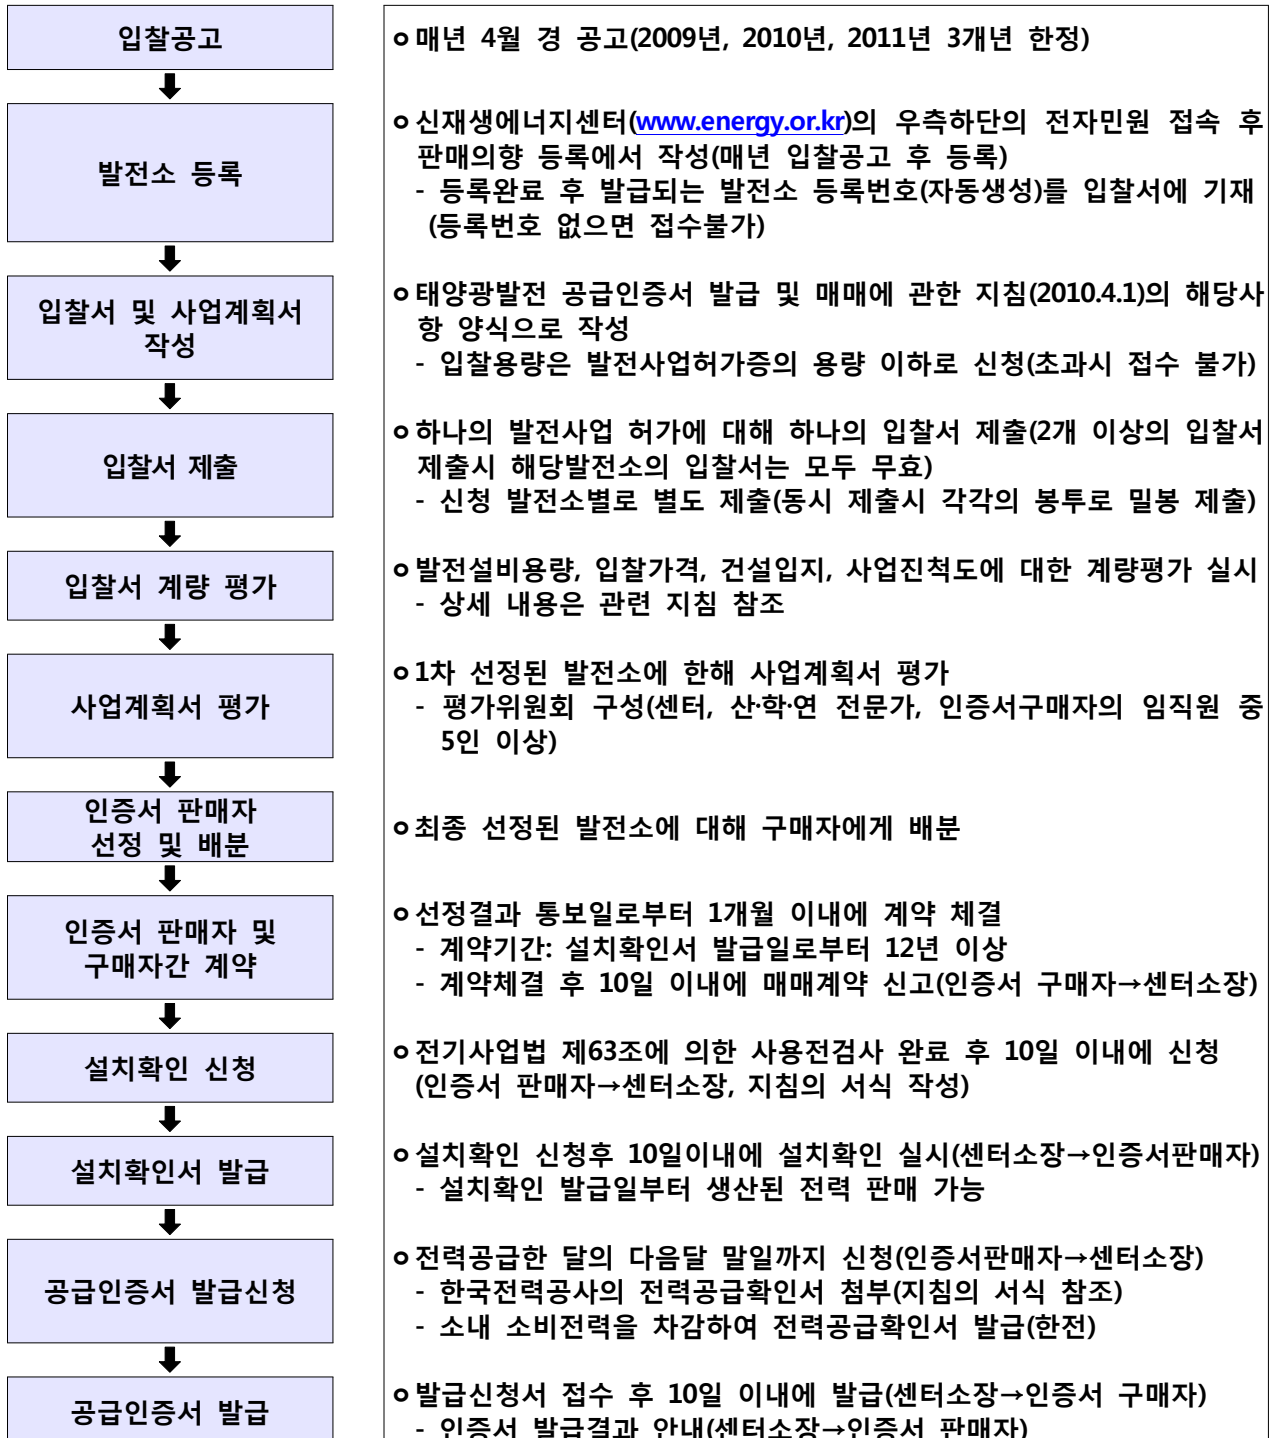 입찰공고
ㅇ매년 4월 경 공고(2009년, 2010년, 2011년 3개년 한정)
발전소 등록
ㅇ신재생에너지센터(www.energy.or.kr)의 우측하단의 전자민원 접속 후
판매의향 등록에서 작성(매년 입찰공고 후 등록)
- 등록완료 후 발급되는 발전소 등록번호(자동생성)를 입찰서에 기재
(등록번호 없으면 접수불가)
입찰서 및 사업계획서
작성
ㅇ태양광발전 공급인증서 발급 및 매매에 관한 지침(2010.4.1)의 해당사
항 양식으로 작성
- 입찰용량은 발전사업허가증의 용량 이하로 신청(초과시 접수 불가)
입찰서 제출
ㅇ하나의 발전사업 허가에 대해 하나의 입찰서 제출(2개 이상의 입찰서
제출시 해당발전소의 입찰서는 모두 무효)
- 신청 발전소별로 별도 제출(동시 제출시 각각의 봉투로 밀봉 제출)
입찰서 계량 평가
ㅇ발전설비용량, 입찰가격, 건설입지, 사업진척도에 대한 계량평가 실시
- 상세 내용은 관련 지침 참조
사업계획서 평가
ㅇ1차 선정된 발전소에 한해 사업계획서 평가
- 평가위원회 구성(센터, 산·학·연 전문가, 인증서구매자의 임직원 중
5인 이상)
인증서 판매자
선정 및 배분
ㅇ최종 선정된 발전소에 대해 구매자에게 배분
인증서 판매자 및
구매자간 계약
ㅇ선정결과 통보일로부터 1개월 이내에 계약 체결
- 계약기간: 설치확인서 발급일로부터 12년 이상
- 계약체결 후 10일 이내에 매매계약 신고(인증서 구매자→센터소장)
설치확인 신청
ㅇ전기사업법 제63조에 의한 사용전검사 완료 후 10일 이내에 신청
(인증서 판매자→센터소장, 지침의 서식 작성)
설치확인서 발급
ㅇ설치확인 신청후 10일이내에 설치확인 실시(센터소장→인증서판매자)
- 설치확인 발급일부터 생산된 전력 판매 가능
공급인증서 발급신청
ㅇ전력공급한 달의 다음달 말일까지 신청(인증서판매자→센터소장)
- 한국전력공사의 전력공급확인서 첨부(지침의 서식 참조)
- 소내 소비전력을 차감하여 전력공급확인서 발급(한전)
공급인증서 발급
ㅇ발급신청서 접수 후 10일 이내에 발급(센터소장→인증서 구매자)
- 인증서 발급결과 안내(센터소장→인증서 판매자)